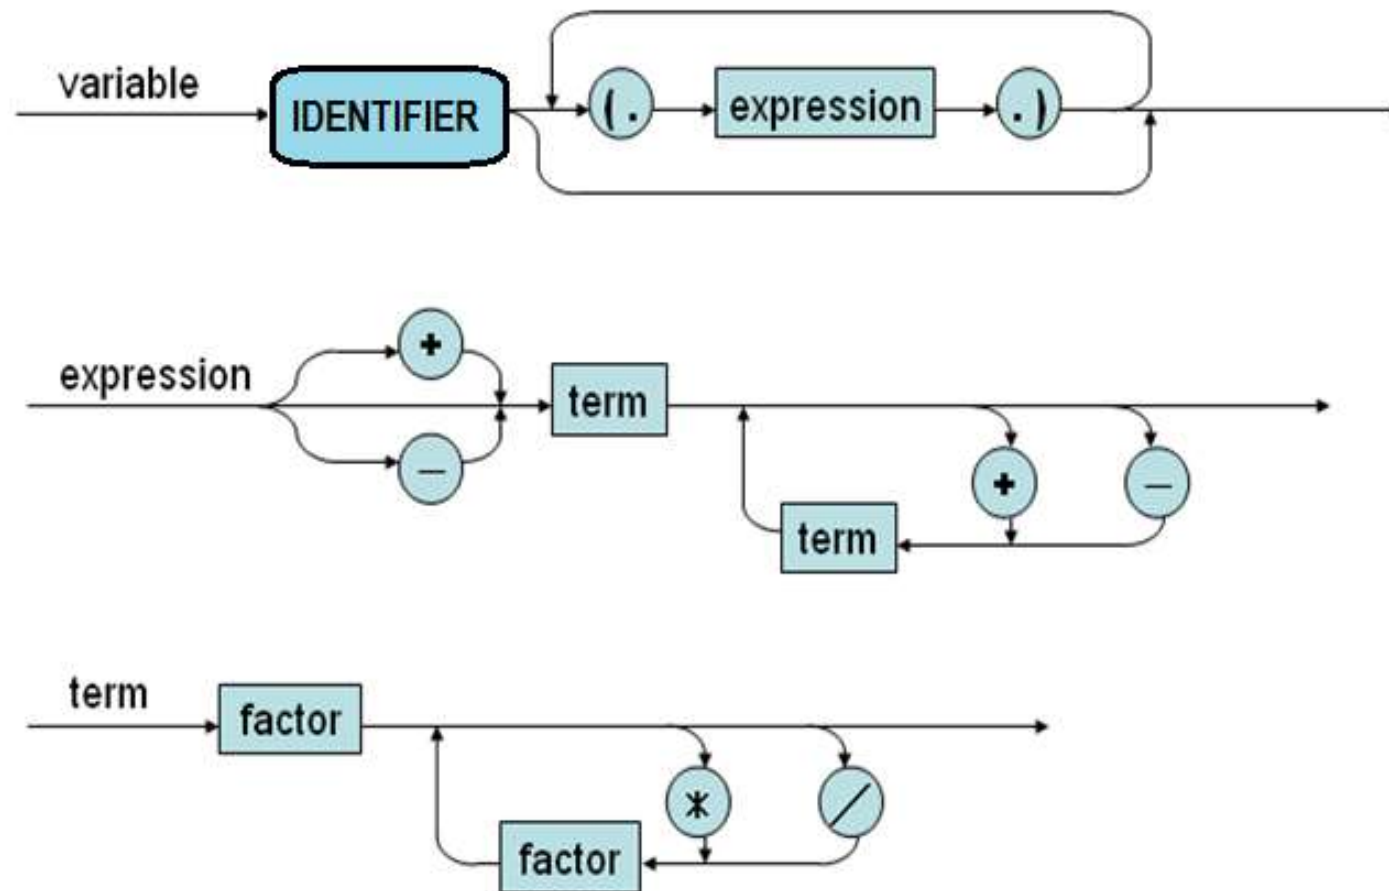 variable
IDENTIFIER (. expression .)
+
expression term
–
+ –
term
term factor
* /
factor